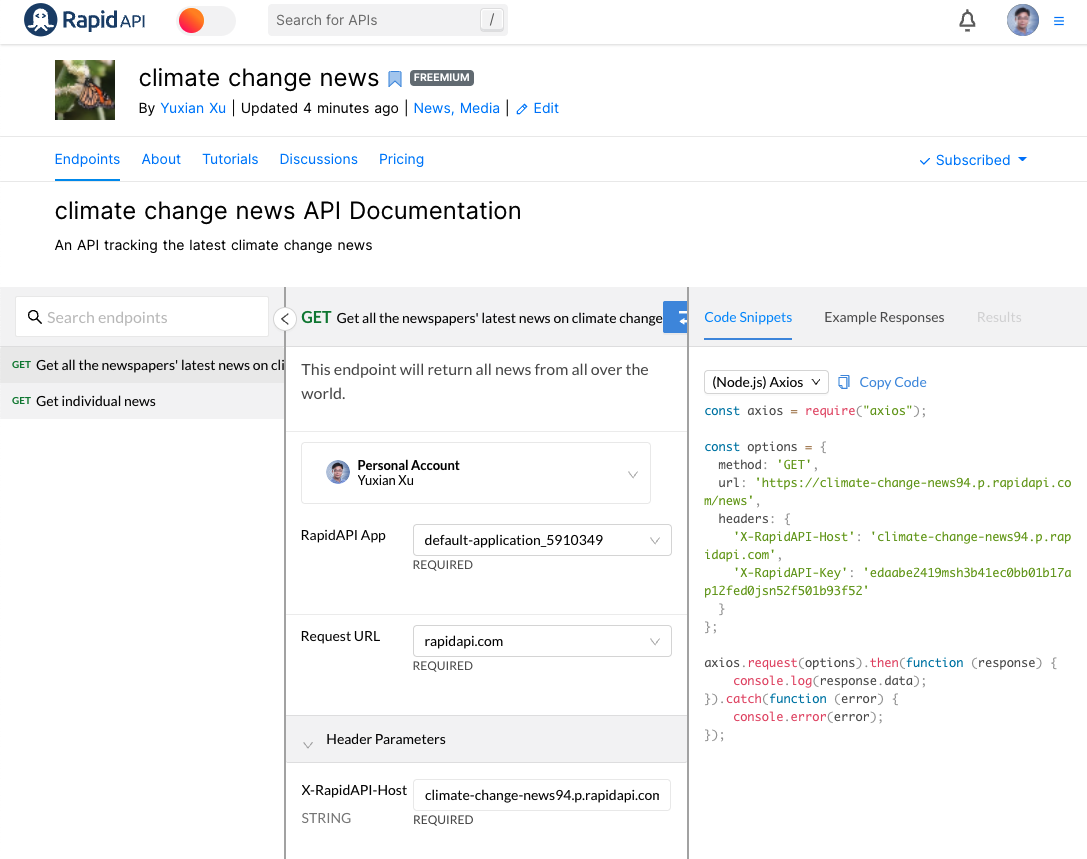 RapidAPI
Search for APIs
/
climate change news
FREEMIUM
By Yuxian Xu | Updated 4 minutes ago | News, Media | Edit
Endpoints
About
Tutorials
Discussions
Pricing
Subscribed
climate change news API Documentation
An API tracking the latest climate change news
Search endpoints
GET Get all the newspapers' latest news on cli
GET Get individual news
GET Get all the newspapers' latest news on climate change
This endpoint will return all news from all over the
world.
Personal Account
Yuxian Xu
RapidAPI App
default-application_5910349
REQUIRED
Request URL
rapidapi.com
REQUIRED
Header Parameters
X-RapidAPI-Host
STRING
climate-change-news94.p.rapidapi.con
REQUIRED
Code Snippets
Example Responses
Results
(Node.js) Axios
Copy Code
const axios = require("axios");
const options = {
method: 'GET',
url: 'https://climate-change-news94.p.rapidapi.co
m/news',
headers: {
'X-RapidAPI-Host': 'climate-change-news94.p.rap
idapi.com',
'X-RapidAPI-Key': 'edaabe2419msh3b41ec0bb01b17a
p12fed0jsn52f501b93f52'
}
};
axios.request(options).then(function (response) {
console.log(response.data);
}).catch(function (error) {
console.error(error);
});